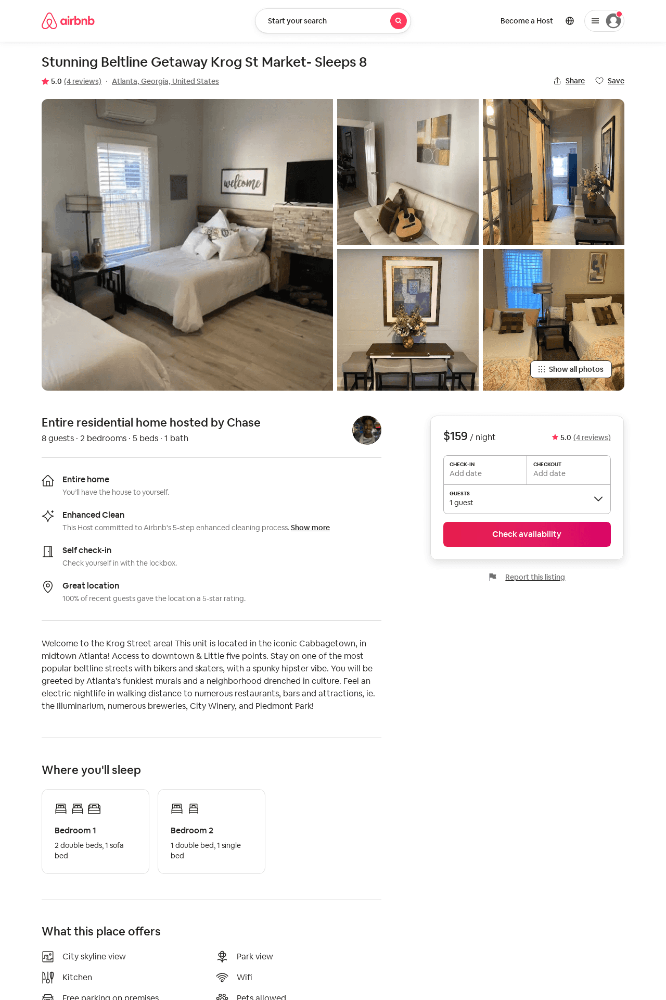 airbnb
Start your search
Become a Host
Stunning Beltline Getaway Krog St Market- Sleeps 8
5.0 (4 reviews) · Atlanta, Georgia, United States
Share
Save
welcome
Show all photos
Entire residential home hosted by Chase
8 guests · 2 bedrooms · 5 beds · 1 bath
Entire home
You’ll have the house to yourself.
Enhanced Clean
This Host committed to Airbnb's 5-step enhanced cleaning process. Show more
Self check-in
Check yourself in with the lockbox.
Great location
100% of recent guests gave the location a 5-star rating.
$159 / night
5.0 (4 reviews)
CHECK-IN
Add date
CHECKOUT
Add date
GUESTS
1 guest
Check availability
Report this listing
Welcome to the Krog Street area! This unit is located in the iconic Cabbagetown, in
midtown Atlanta! Access to downtown & Little five points. Stay on one of the most
popular beltline streets with bikers and skaters, with a spunky hipster vibe. You will be
greeted by Atlanta's funkiest murals and a neighborhood drenched in culture. Feel an
electric nightlife in walking distance to numerous restaurants, bars and attractions, ie.
the Illuminarium, numerous breweries, City Winery, and Piedmont Park!
Where you'll sleep
Bedroom 1
2 double beds, 1 sofa
bed
Bedroom 2
1 double bed, 1 single
bed
What this place offers
City skyline view
Park view
Kitchen
Wifi
Free parking on premises
Pets allowed